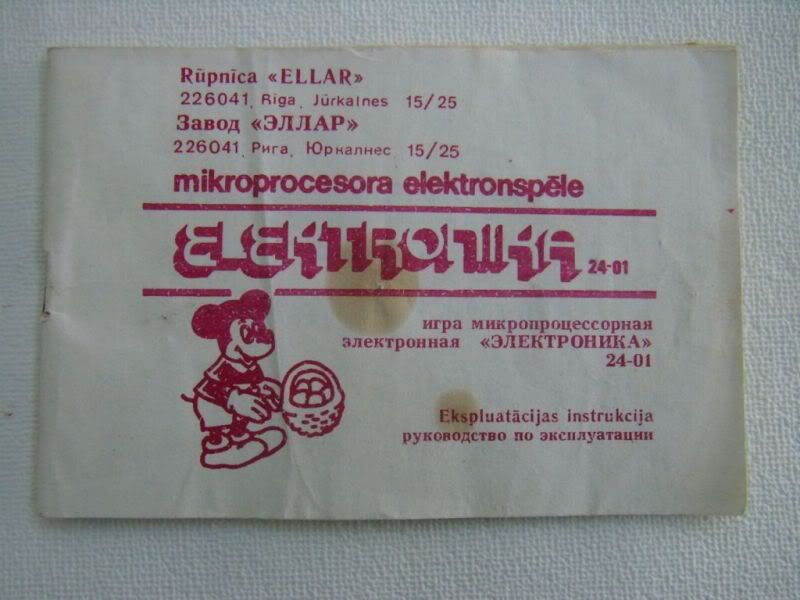 Rūpnīca «ELLAR»
226041, Rīga, Jūrkalnes 15/25
Завод «ЭЛЛАР»
226041, Рига, Юркалнес 15/25
mikroprocesora elektronspēle
ELEKTRONIKA 24-01
игра микропроцессорная
электронная «ЭЛЕКТРОНИКА»
24-01
Ekspluatācijas instrukcija
руководство по эксплуатации